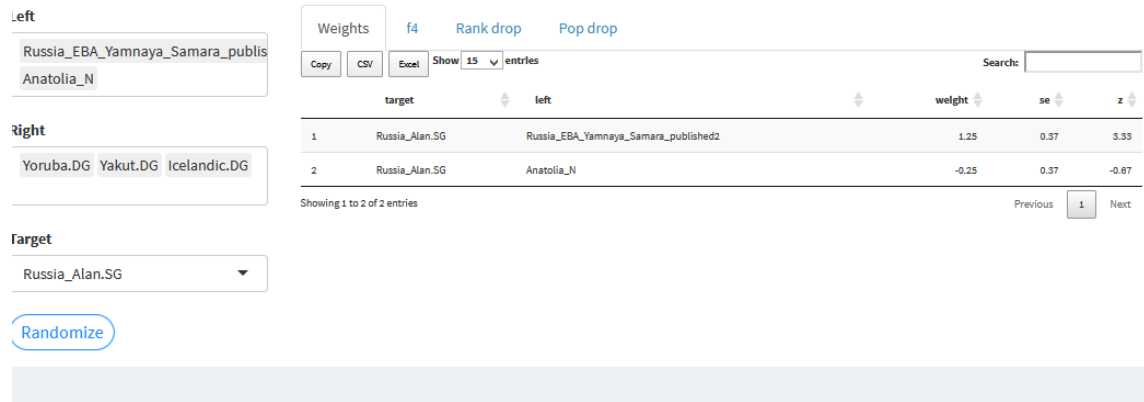 Left
Russia_EBA_Yamnaya_Samara_publis
Anatolia_N
Right
Yoruba.DG Yakut.DG Icelandic.DG
Target
Russia_Alan.SG
Randomize
Weights f4 Rank drop Pop drop
Copy CSV Excel Show 15 entries Search:
target left weight se z
1 Russia_Alan.SG Russia_EBA_Yamnaya_Samara_published2 1.25 0.37 3.33
2 Russia_Alan.SG Anatolia_N -0.25 0.37 -0.67
Showing 1 to 2 of 2 entries Previous 1 Next